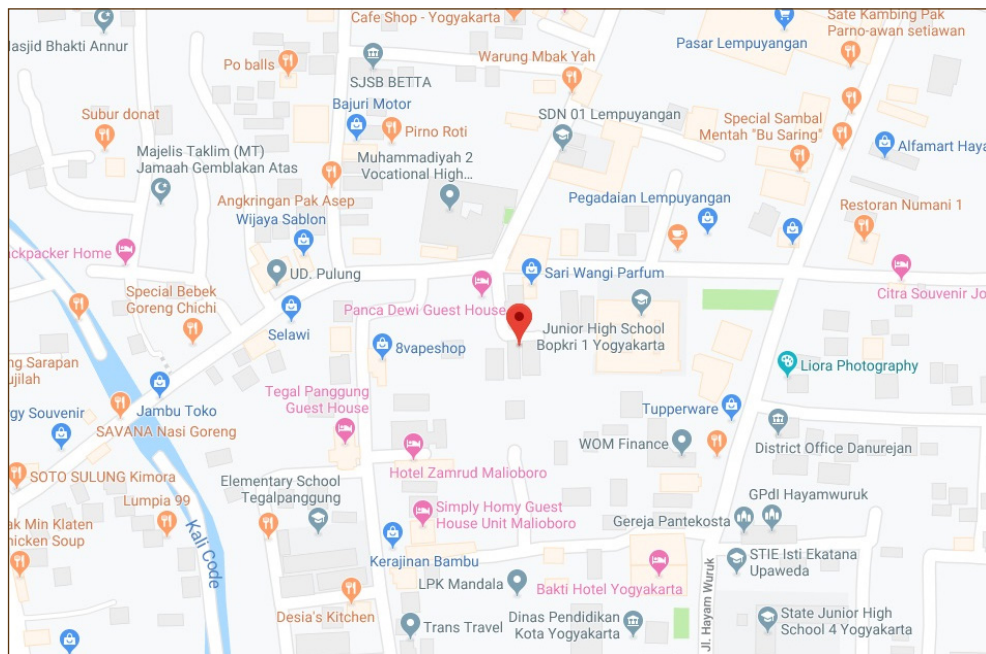 Cafe Shop - Yogyakarta
Masjid Bhakti Annur
Po balls
SJSB BETTA
Warung Mbak Yah
Pasar Lempuyangan
Sate Kambing Pak
Parno-awan setiawan
Subur donat
Bajuri Motor
Pirno Roti
SDN 01 Lempuyangan
Special Sambal
Mentah "Bu Saring"
Alfamart Haya
Majelis Taklim (MT)
Jamaah Gemblakan Atas
Muhammadiyah 2
Vocational High...
Angkringan Pak Asep
Wijaya Sablon
Pegadaian Lempuyangan
Restoran Numani 1
ackpacker Home
UD. Pulung
Sari Wangi Parfum
Citra Souvenir Jo
Special Bebek
Goreng Chichi
Selawi
Panca Dewi Guest House
Junior High School
Bopkri 1 Yogyakarta
8vapeshop
Liora Photography
ng Sarapan
ujilah
Tegal Panggung
Guest House
Jambu Toko
gy Souvenir
SAVANA Nasi Goreng
Tupperware
WOM Finance
District Office Danurejan
Hotel Zamrud Malioboro
SOTO SULUNG Kimora
Elementary School
Tegalpanggung
Lumpia 99
Simply Homy Guest
House Unit Malioboro
GPdI Hayamwuruk
Gereja Pantekosta
ak Min Klaten
hicken Soup
Kali Code
Kerajinan Bambu
STIE Isti Ekatana
Upaweda
LPK Mandala
Bakti Hotel Yogyakarta
Jl. Hayam Wuruk
Desia's Kitchen
Trans Travel
Dinas Pendidikan
Kota Yogyakarta
State Junior High
School 4 Yogyakarta